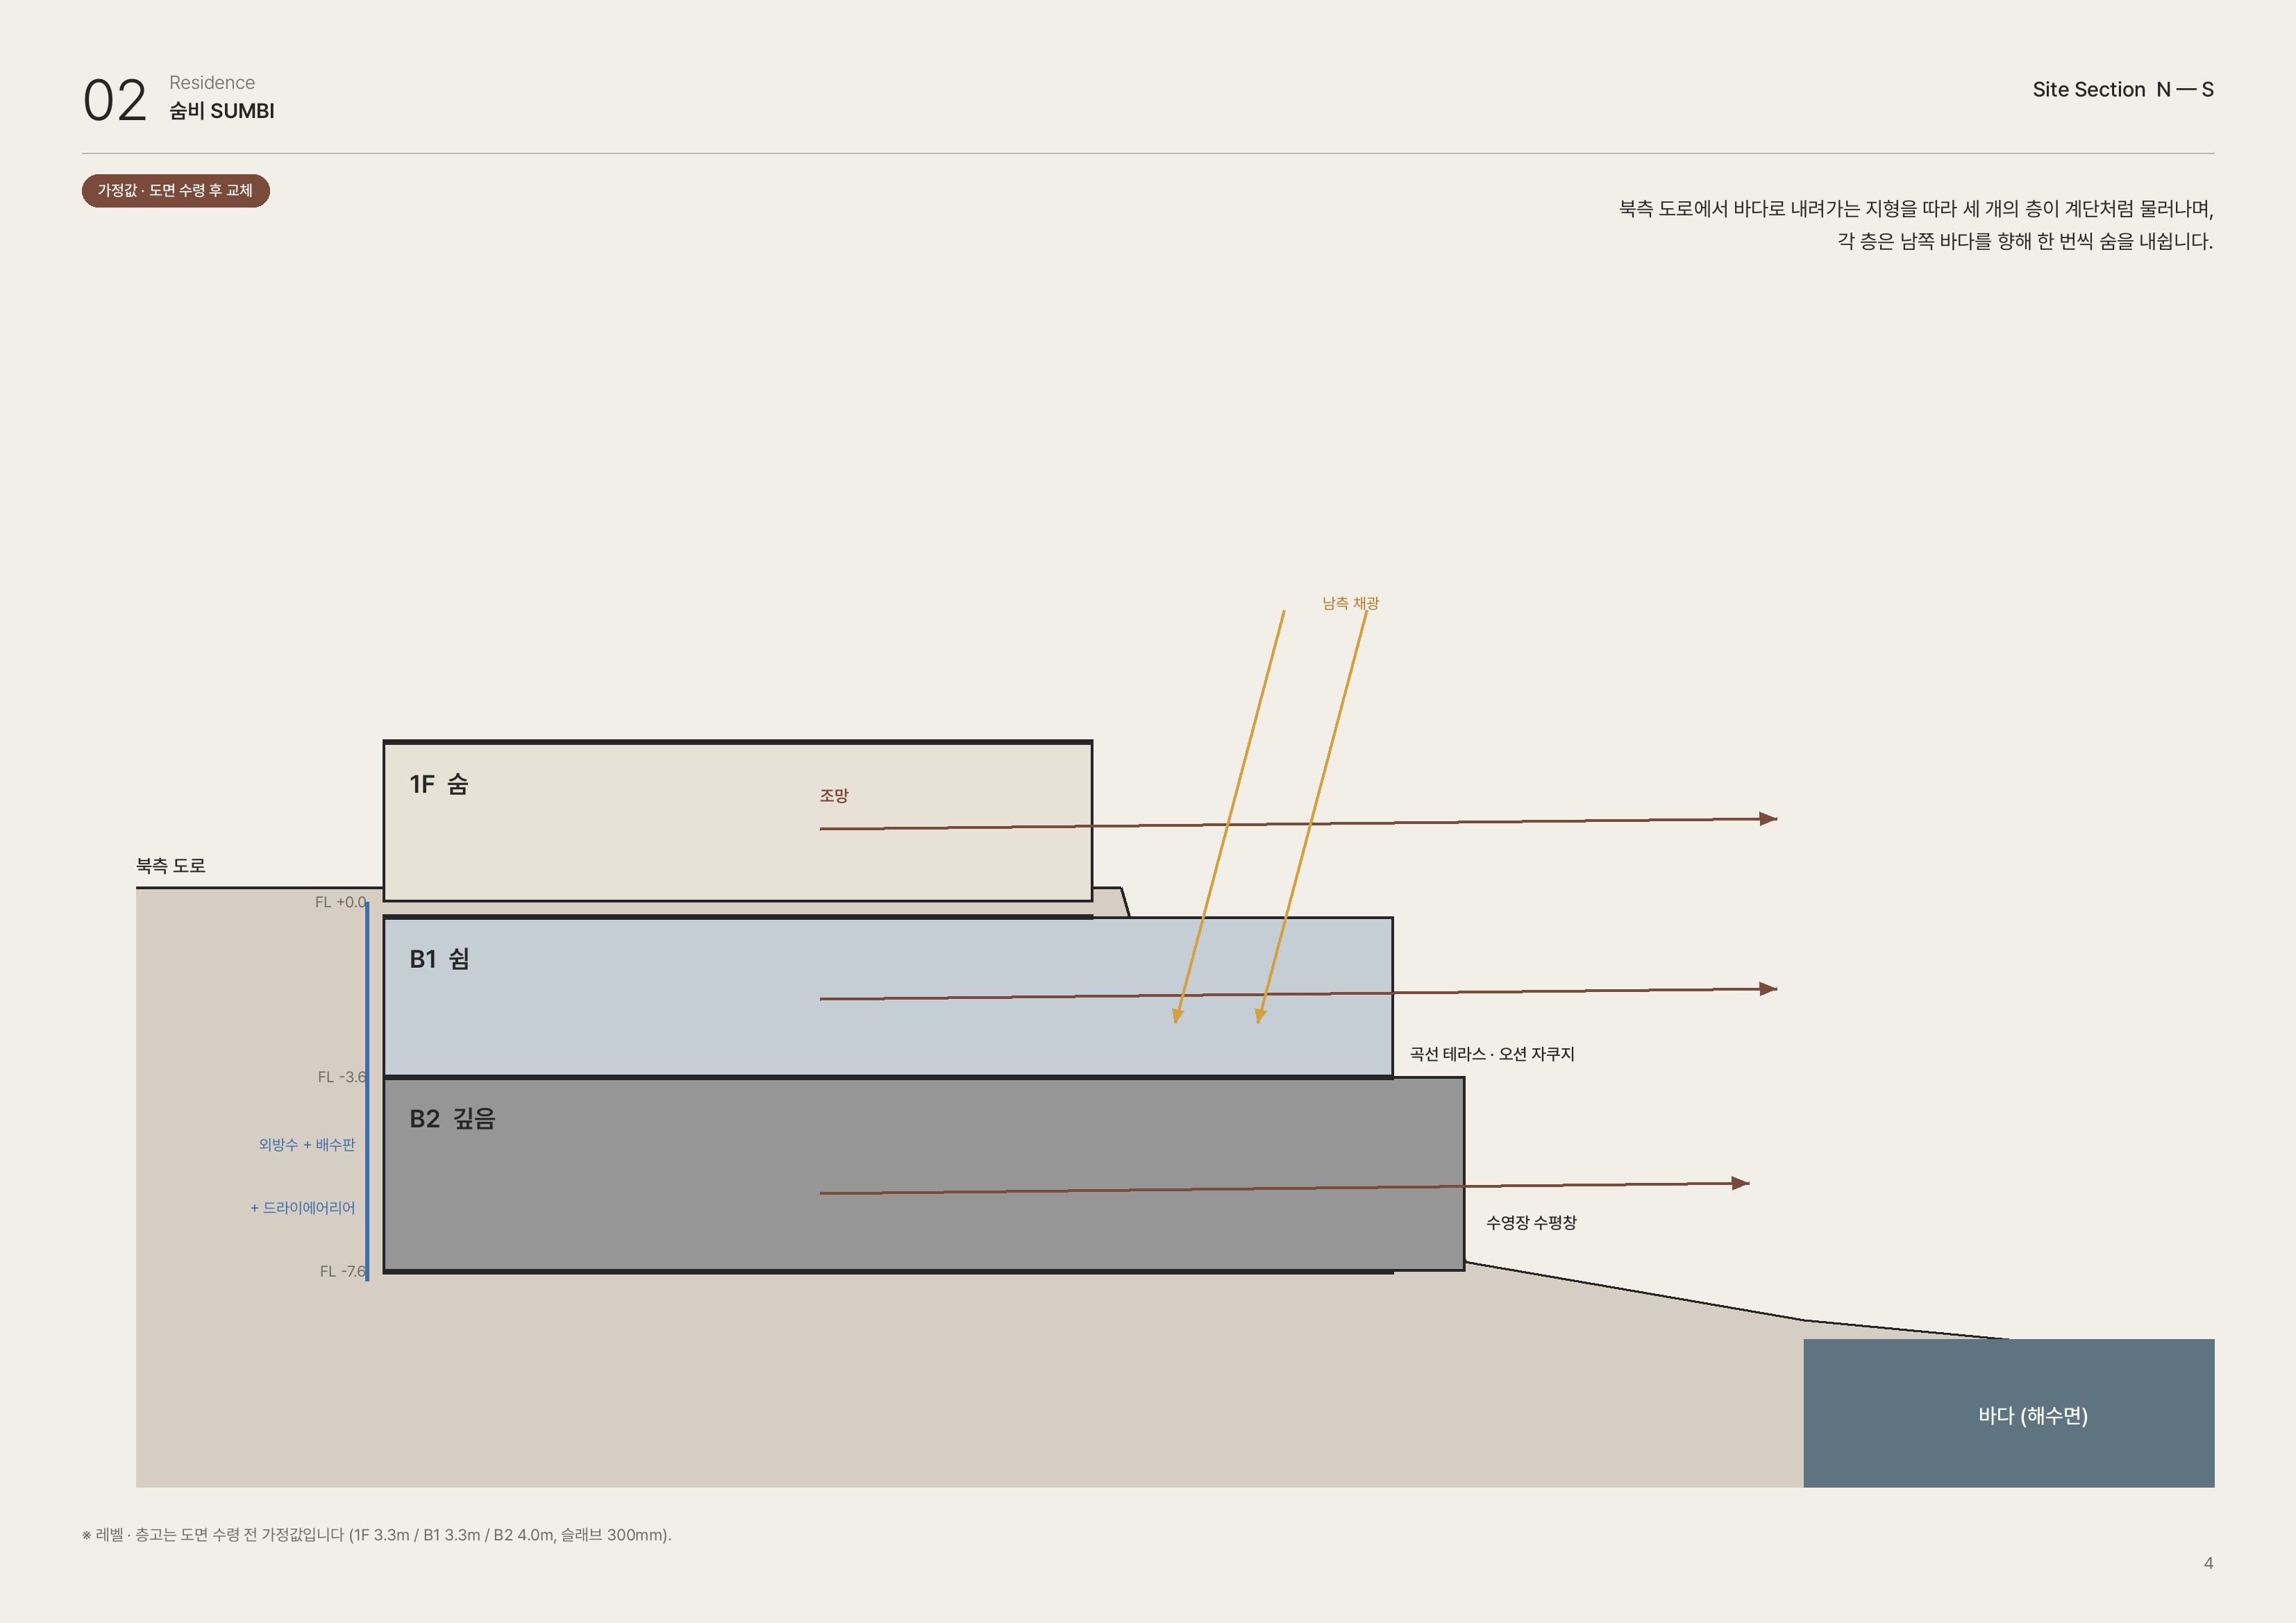 02
Residence
숨비 SUMBI
Site Section N — S
가정값 · 도면 수령 후 교체
북측 도로에서 바다로 내려가는 지형을 따라 세 개의 층이 계단처럼 물러나며,
각 층은 남쪽 바다를 향해 한 번씩 숨을 내쉽니다.
남측 채광
1F 숨
조망
북측 도로
FL +0.0
B1 쉼
곡선 테라스 · 오션 자쿠지
FL -3.6
B2 깊음
외방수 + 배수판
+ 드라이에어리어
수영장 수평창
FL -7.6
바다 (해수면)
※ 레벨 · 층고는 도면 수령 전 가정값입니다 (1F 3.3m / B1 3.3m / B2 4.0m, 슬래브 300mm).
4